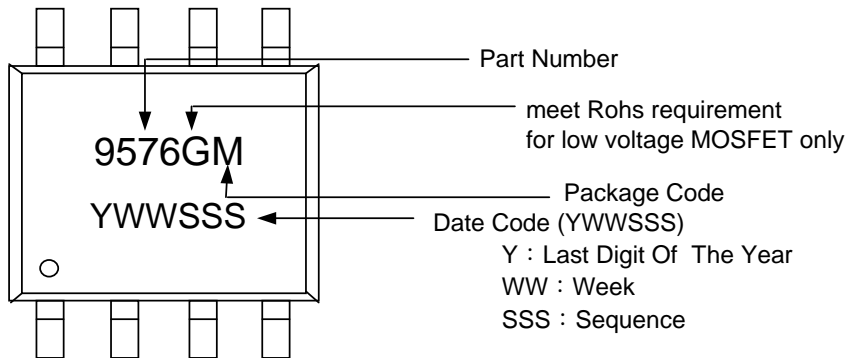 Part Number
meet Rohs requirement
for low voltage MOSFET only
9576GM
Package Code
YWWSSS
Date Code (YWWSSS)
Y：Last Digit Of The Year
WW：Week
SSS：Sequence